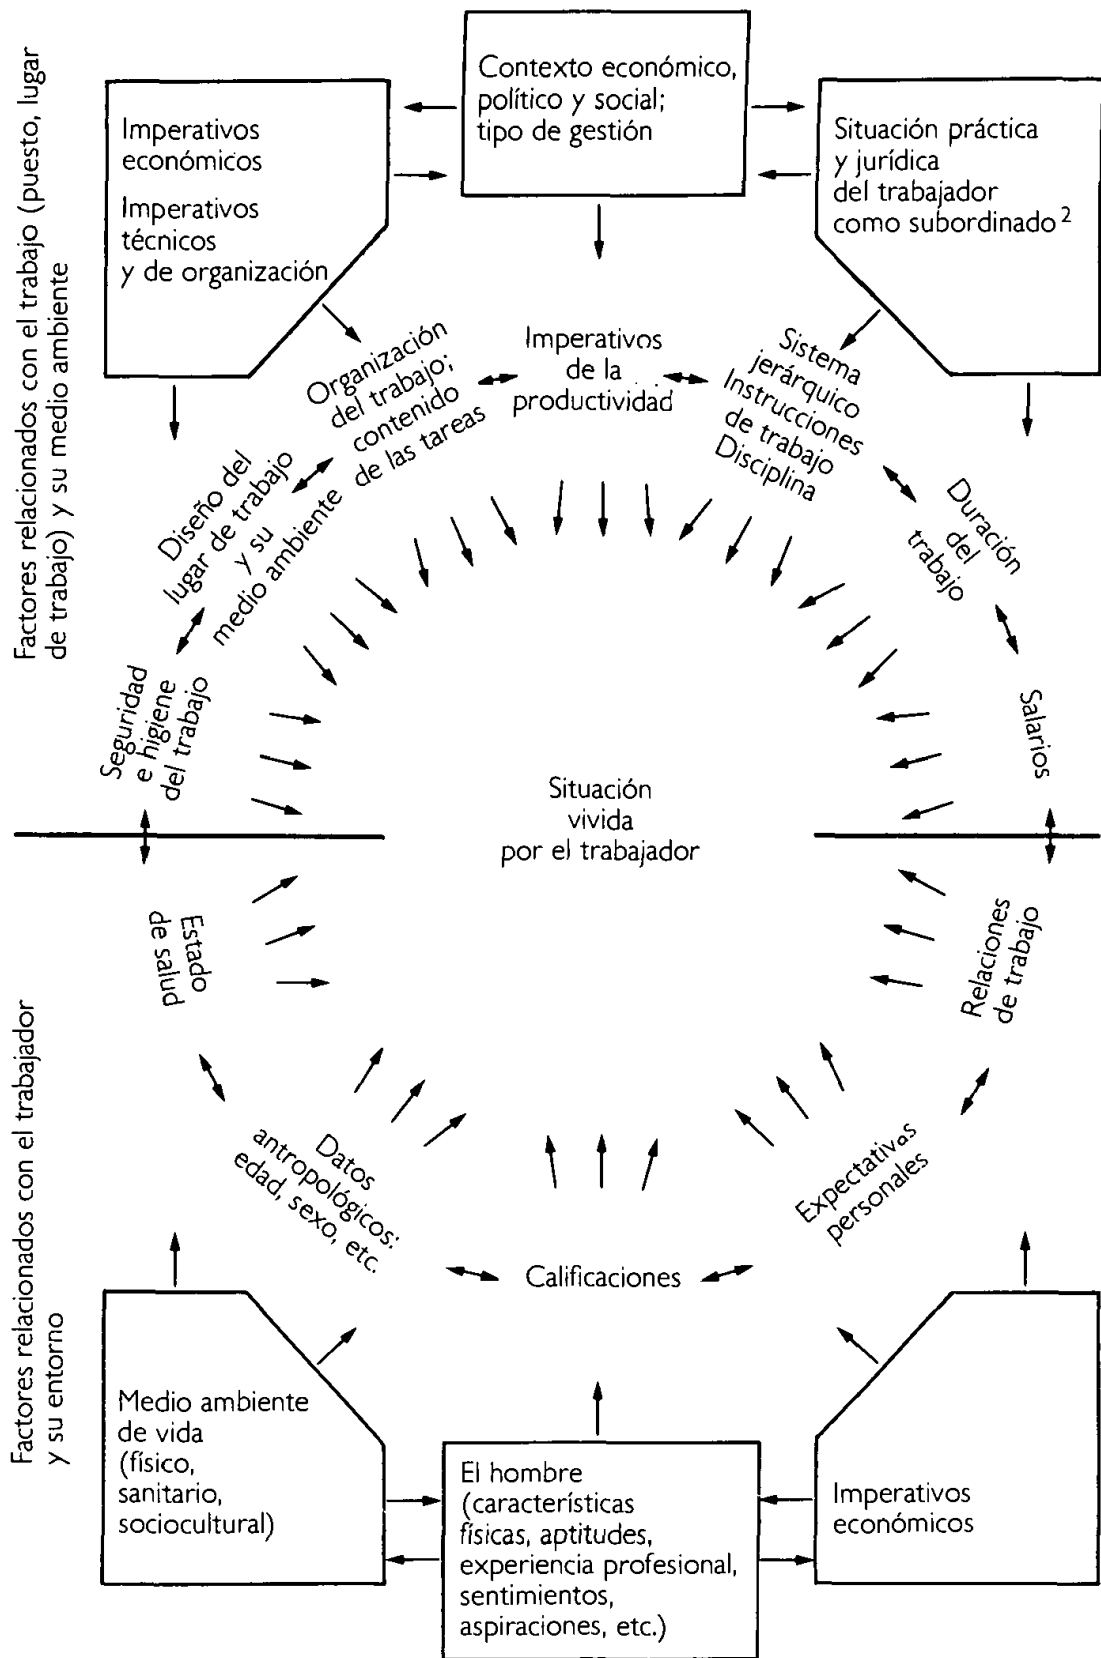 Factores relacionados con el trabajo (puesto, lugar
de trabajo) y su medio ambiente
Imperativos
económicos
Imperativos
técnicos
y de organización
Contexto económico,
político y social;
tipo de gestión
Situación práctica
y jurídica
del trabajador
como subordinado 2
Seguridad
e higiene
del trabajo
Diseño del
lugar de trabajo
y su
medio ambiente
Organización
del trabajo;
contenido
de las tareas
Imperativos
de la
productividad
Sistema
jerárquico
Instrucciones
de trabajo
Disciplina
Duración
del
trabajo
Salarios
Situación
vivida
por el trabajador
Factores relacionados con el trabajador
y su entorno
Estado
de salud
Datos
antropológicos:
edad, sexo, etc.
Calificaciones
Expectativas
personales
Relaciones
de trabajo
Medio ambiente
de vida
(físico,
sanitario,
sociocultural)
El hombre
(características
físicas, aptitudes,
experiencia profesional,
sentimientos,
aspiraciones, etc.)
Imperativos
económicos